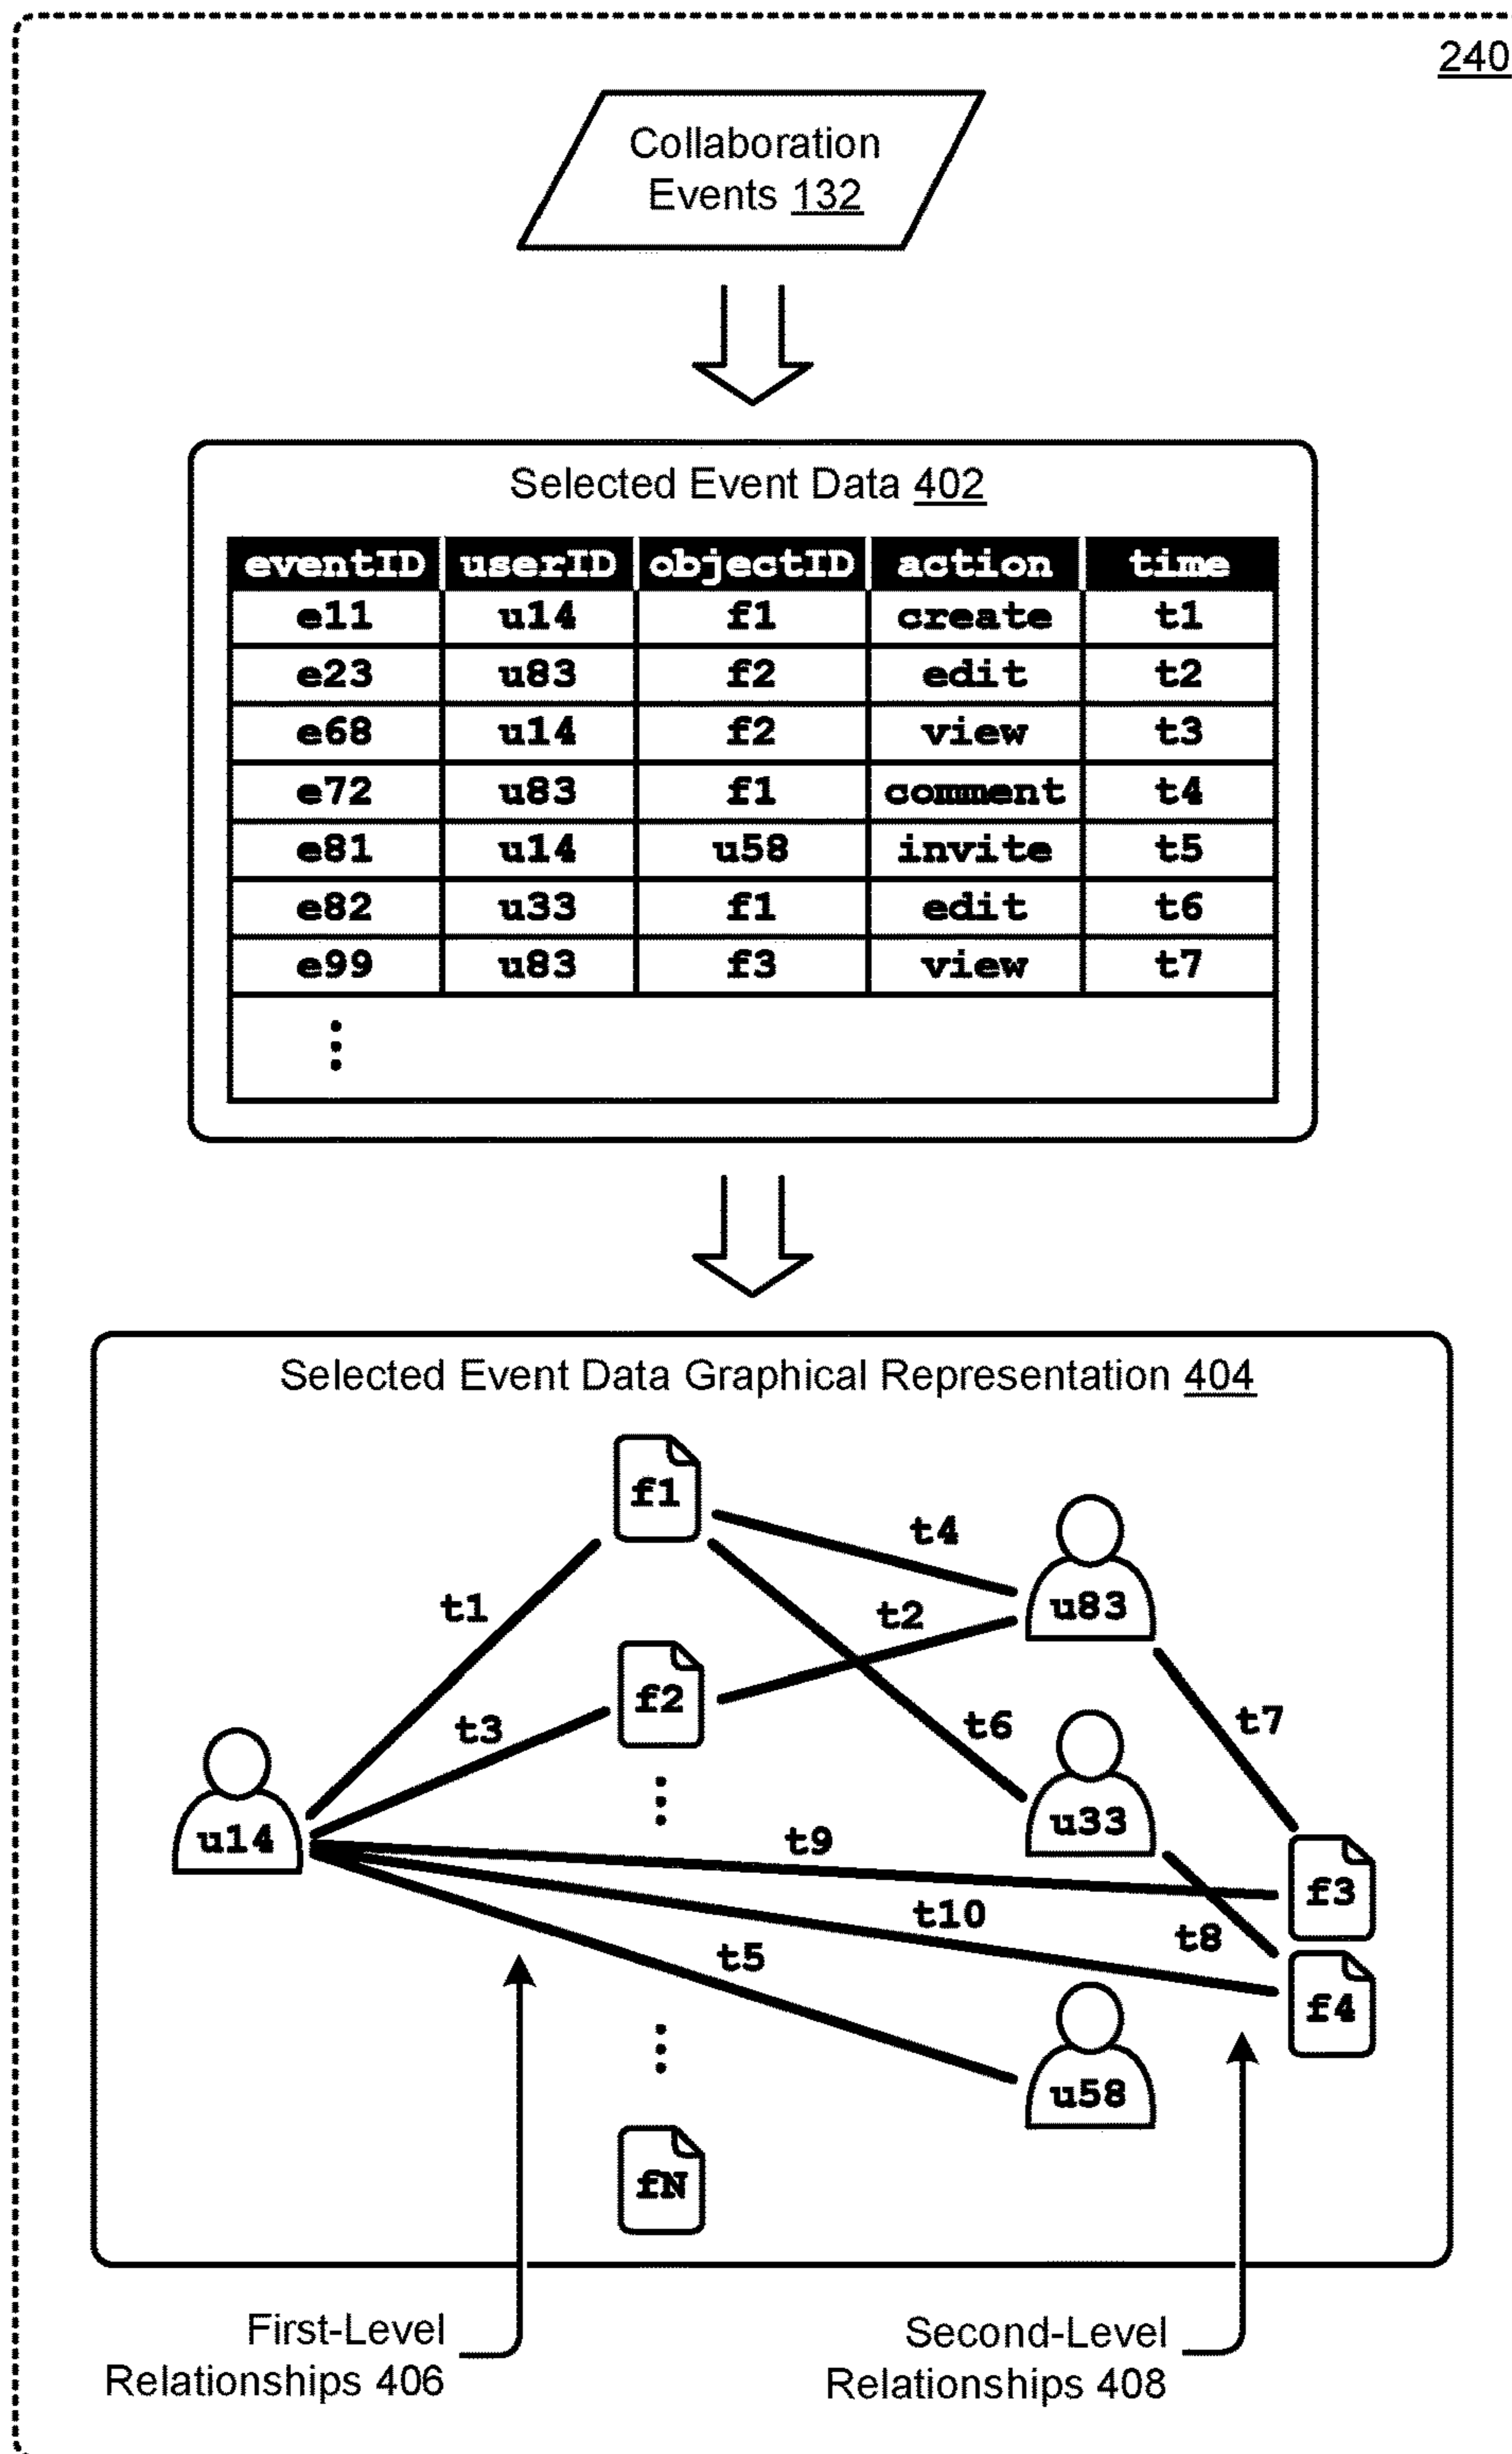 240
Collaboration
Events 132
Selected Event Data 402
eventID userID objectID action time
e11 u14 f1 create t1
e23 u83 f2 edit t2
e68 u14 f2 view t3
e72 u83 f1 comment t4
e81 u14 u58 invite t5
e82 u33 f1 edit t6
e99 u83 f3 view t7
Selected Event Data Graphical Representation 404
f1
t4
u83
t1
t2
f2
t6
t7
t3
u33
u14
t9
f3
t10
t8
t5
f4
u58
fN
First-Level
Relationships 406
Second-Level
Relationships 408